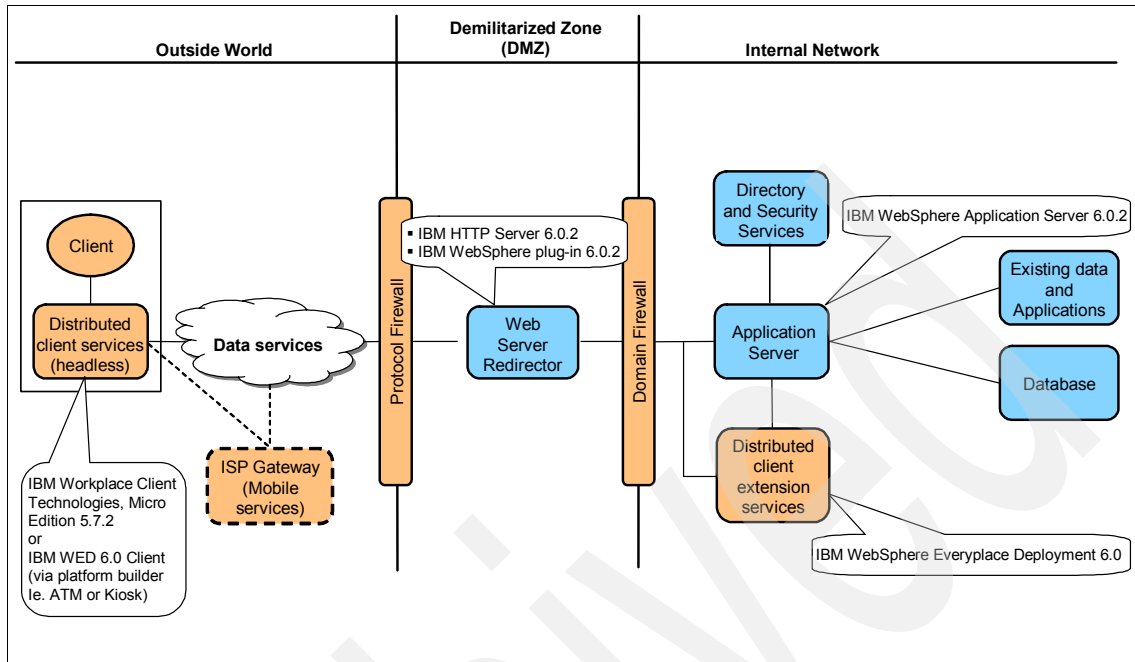 Outside World
Demilitarized Zone
(DMZ)
Internal Network
Client
Distributed
client services
(headless)
Data services
ISP Gateway
(Mobile
services)
IBM Workplace Client
Technologies, Micro
Edition 5.7.2
or
IBM WED 6.0 Client
(via platform builder
Ie. ATM or Kiosk)
Protocol Firewall
▪ IBM HTTP Server 6.0.2
▪ IBM WebSphere plug-in 6.0.2
Web
Server
Redirector
Domain Firewall
Directory
and Security
Services
IBM WebSphere Application Server 6.0.2
Existing data
and
Applications
Application
Server
Database
Distributed
client
extension
services
IBM WebSphere Everyplace Deployment 6.0